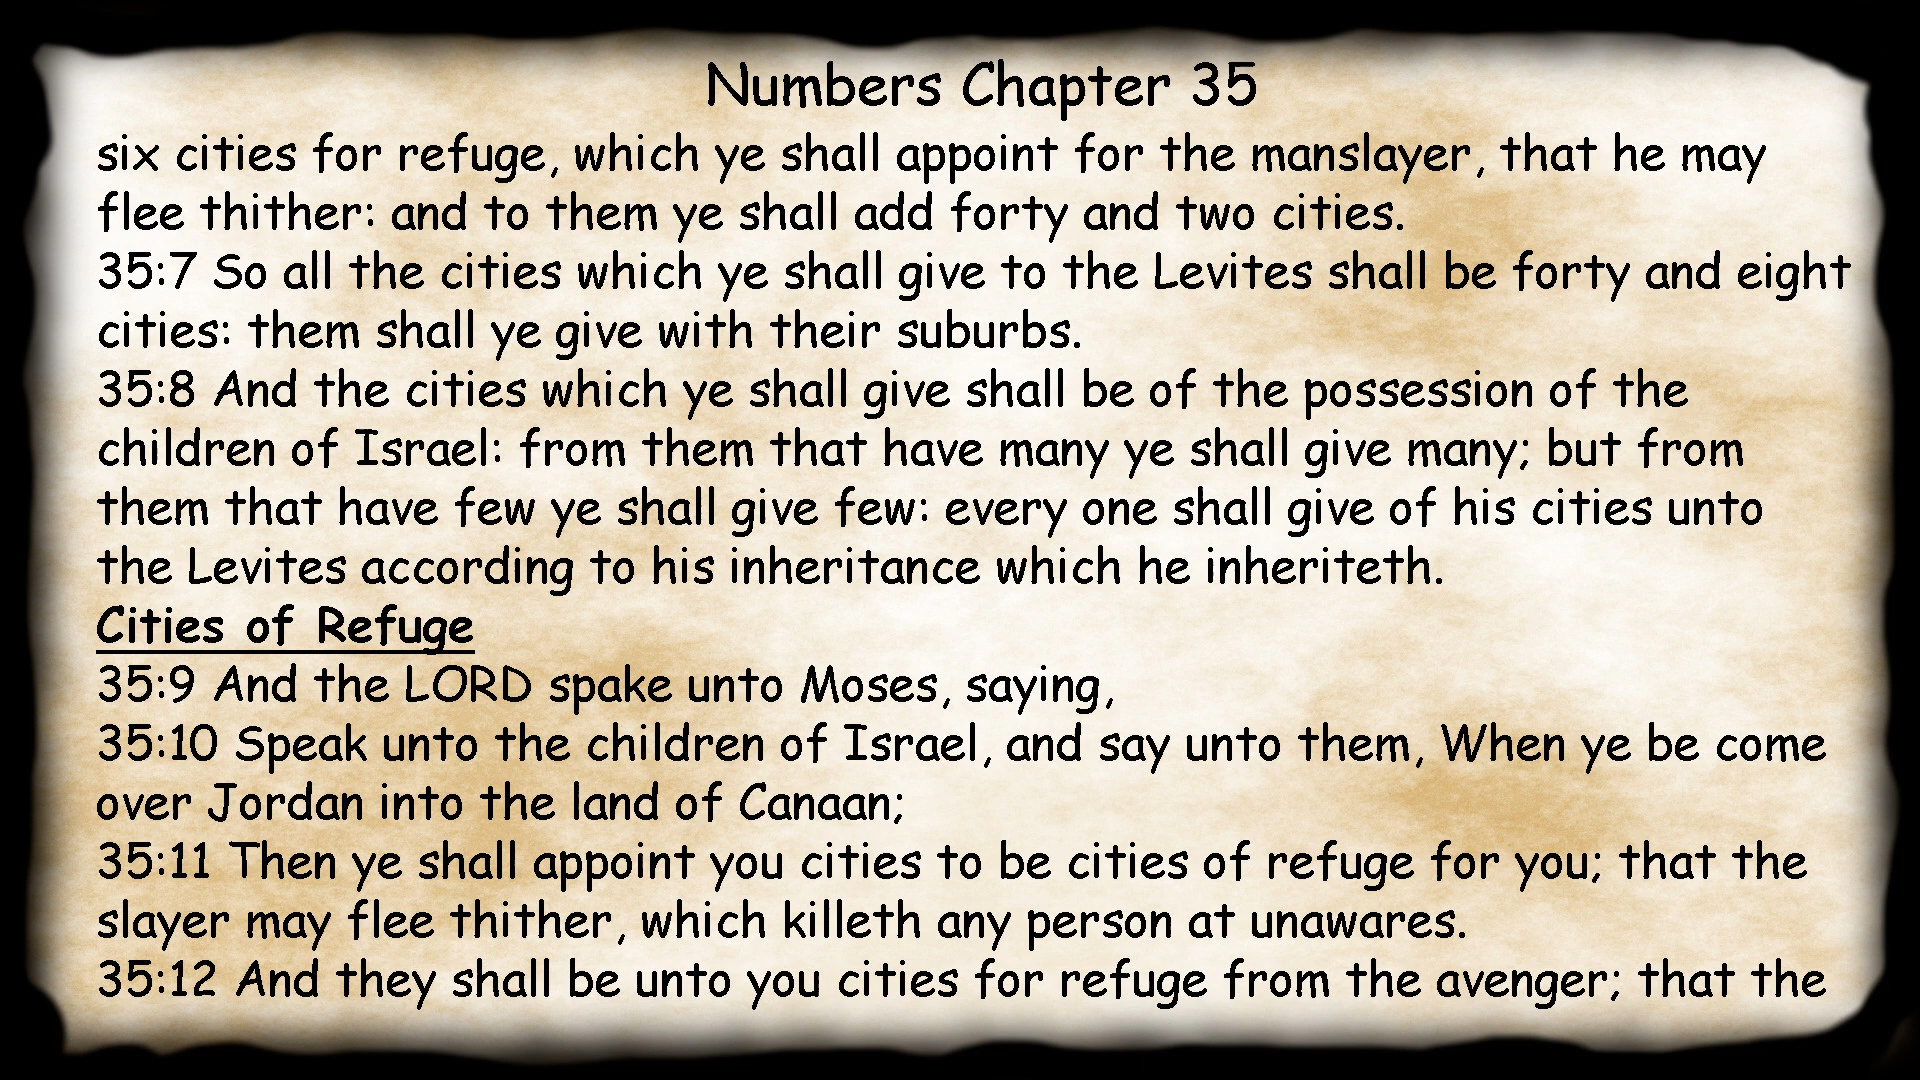 Numbers Chapter 35
six cities for refuge, which ye shall appoint for the manslayer, that he may
flee thither: and to them ye shall add forty and two cities.
35:7 So all the cities which ye shall give to the Levites shall be forty and eight
cities: them shall ye give with their suburbs.
35:8 And the cities which ye shall give shall be of the possession of the
children of Israel: from them that have many ye shall give many; but from
them that have few ye shall give few: every one shall give of his cities unto
the Levites according to his inheritance which he inheriteth.
Cities of Refuge
35:9 And the LORD spake unto Moses, saying,
35:10 Speak unto the children of Israel, and say unto them, When ye be come
over Jordan into the land of Canaan;
35:11 Then ye shall appoint you cities to be cities of refuge for you; that the
slayer may flee thither, which killeth any person at unawares.
35:12 And they shall be unto you cities for refuge from the avenger; that the